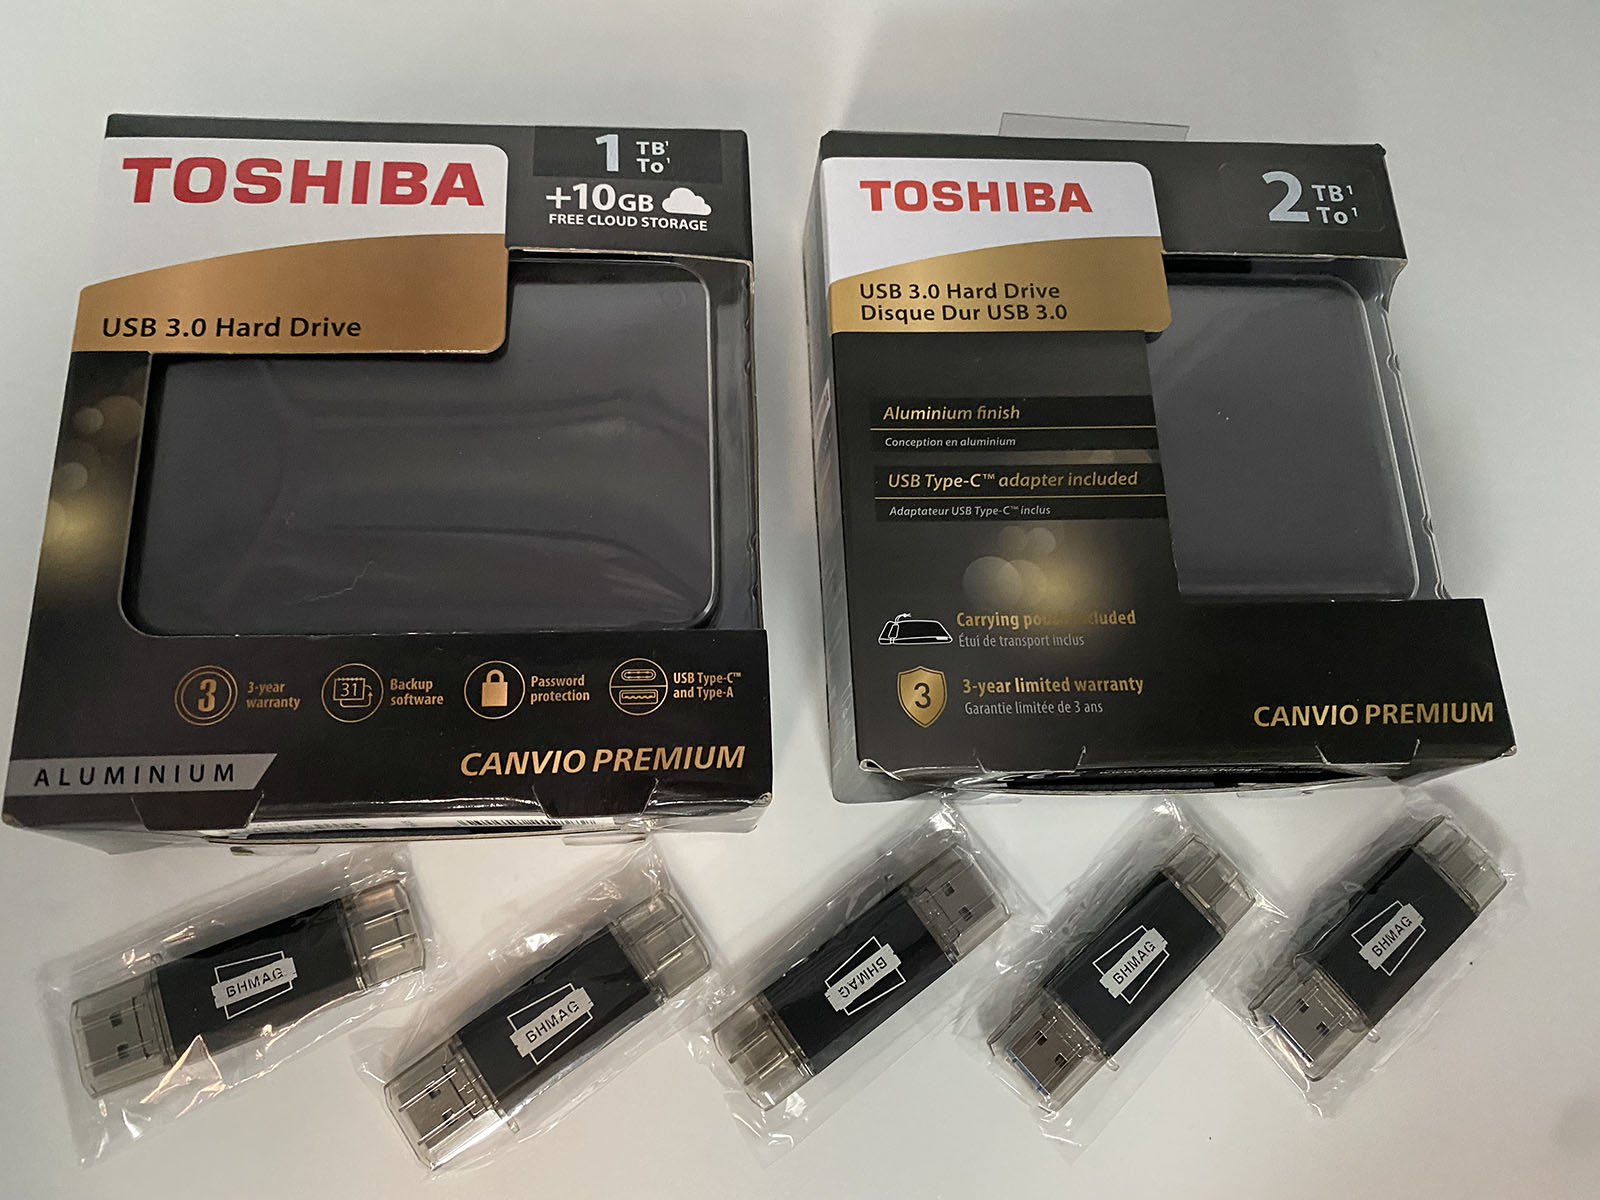 TOSHIBA
1 TB¹
To¹
+10GB
FREE CLOUD STORAGE
USB 3.0 Hard Drive
3
3-year
warranty
31
Backup
software
Password
protection
USB Type-C™
and Type-A
ALUMINIUM
CANVIO PREMIUM
TOSHIBA
2 TB¹
To¹
USB 3.0 Hard Drive
Disque Dur USB 3.0
Aluminium finish
Conception en aluminium
USB Type-C™ adapter included
Adaptateur USB Type-C™ inclus
Carrying pouch included
Étui de transport inclus
3
3-year limited warranty
Garantie limitée de 3 ans
CANVIO PREMIUM
BHMAG
BHMAG
BHMAG
BHMAG
BHMAG